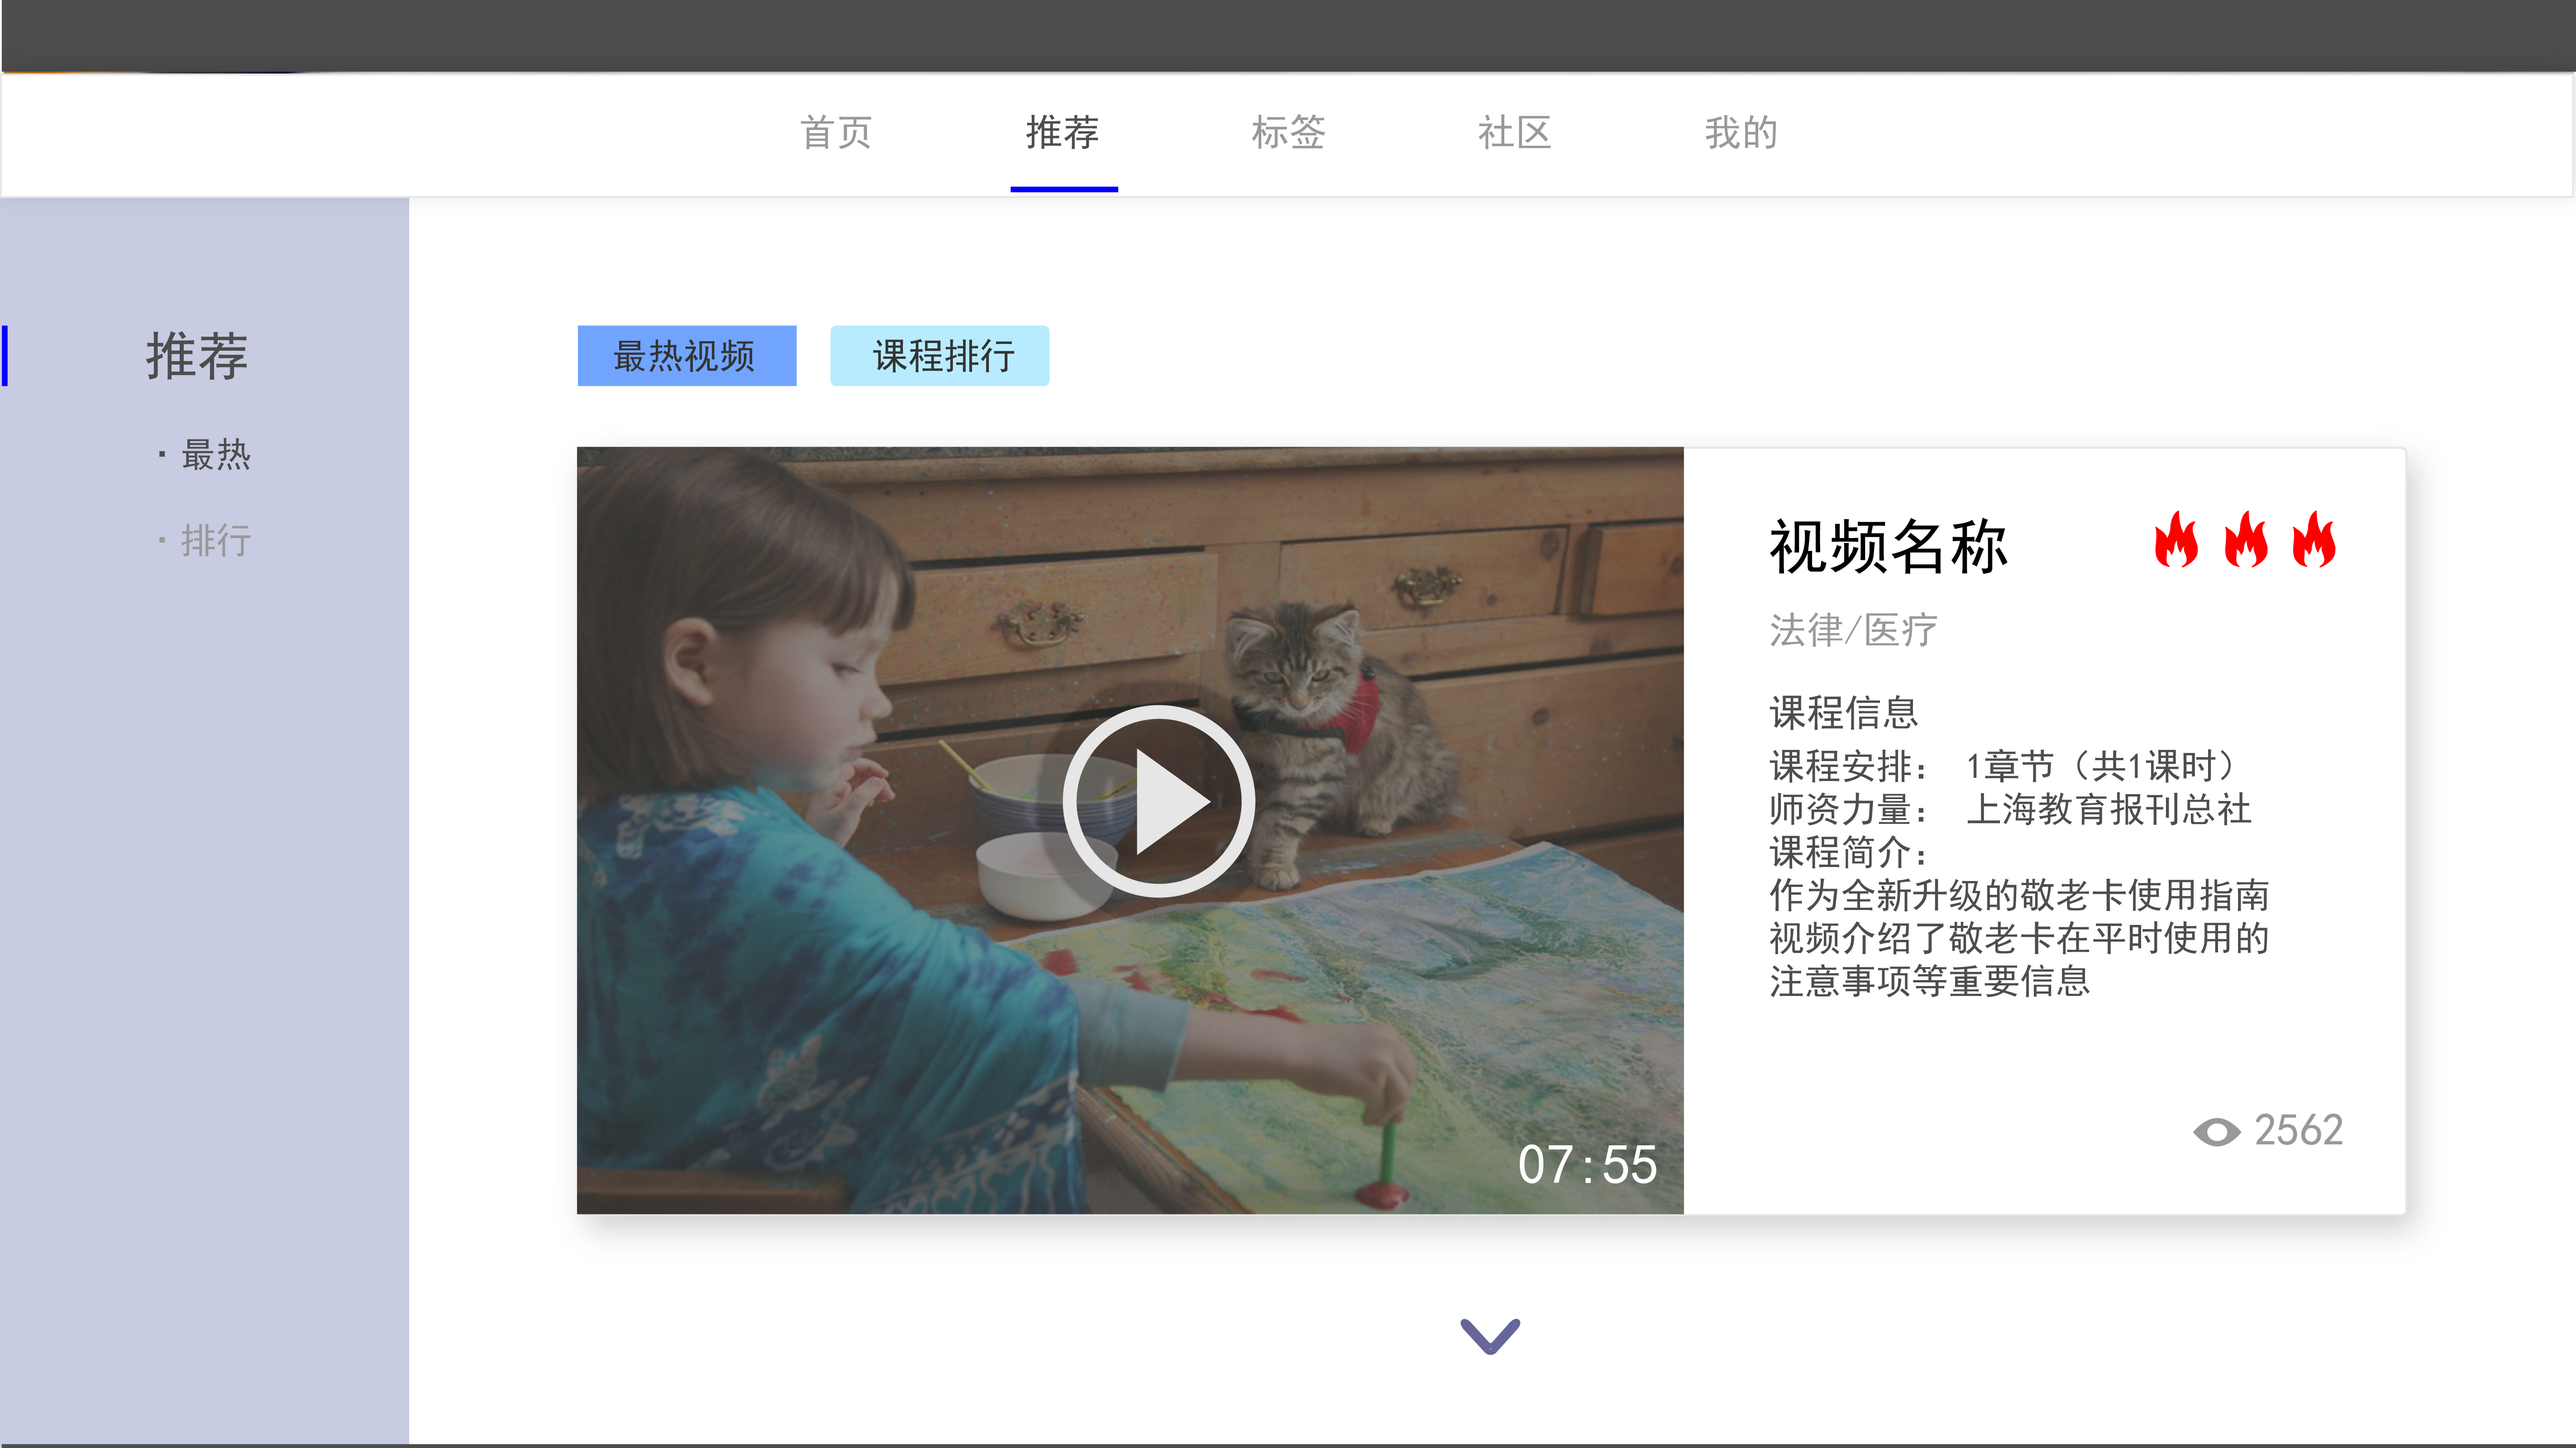 首页 推荐 标签 社区 我的
推荐
· 最热
· 排行
最热视频 课程排行
07:55
视频名称
法律/医疗
课程信息
课程安排： 1章节（共1课时）
师资力量： 上海教育报刊总社
课程简介：
作为全新升级的敬老卡使用指南
视频介绍了敬老卡在平时使用的
注意事项等重要信息
2562